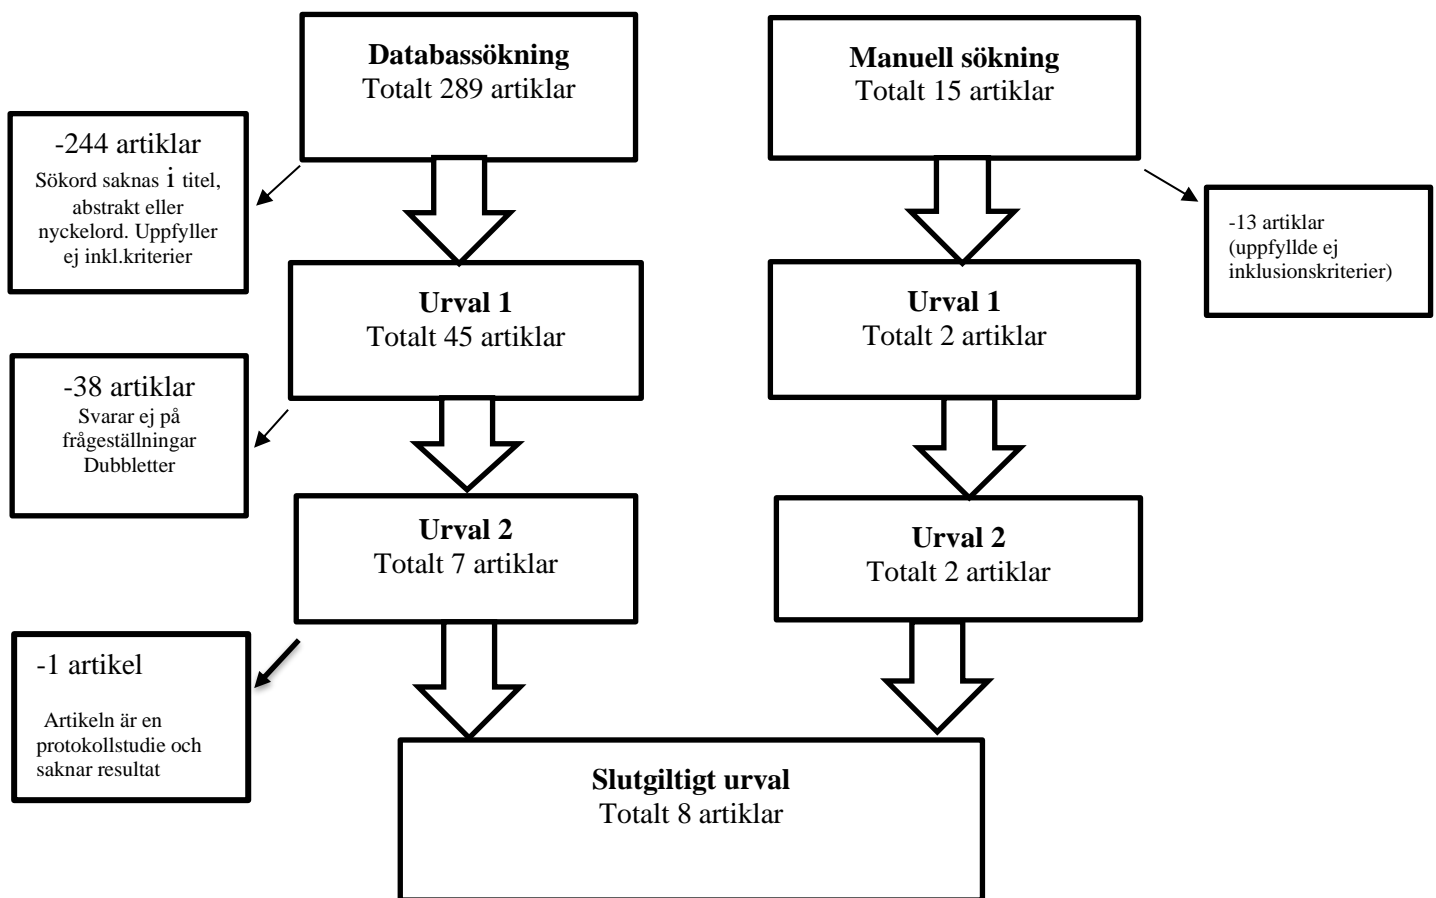 Databassökning
Totalt 289 artiklar
Manuell sökning
Totalt 15 artiklar
-244 artiklar
Sökord saknas i titel,
abstrakt eller
nyckelord. Uppfyller
ej inkl.kriterier
-13 artiklar
(uppfyllde ej
inklusionskriterier)
Urval 1
Totalt 45 artiklar
Urval 1
Totalt 2 artiklar
-38 artiklar
Svarar ej på
frågeställningar
Dubbletter
Urval 2
Totalt 7 artiklar
Urval 2
Totalt 2 artiklar
-1 artikel
Artikeln är en
protokollstudie och
saknar resultat
Slutgiltigt urval
Totalt 8 artiklar